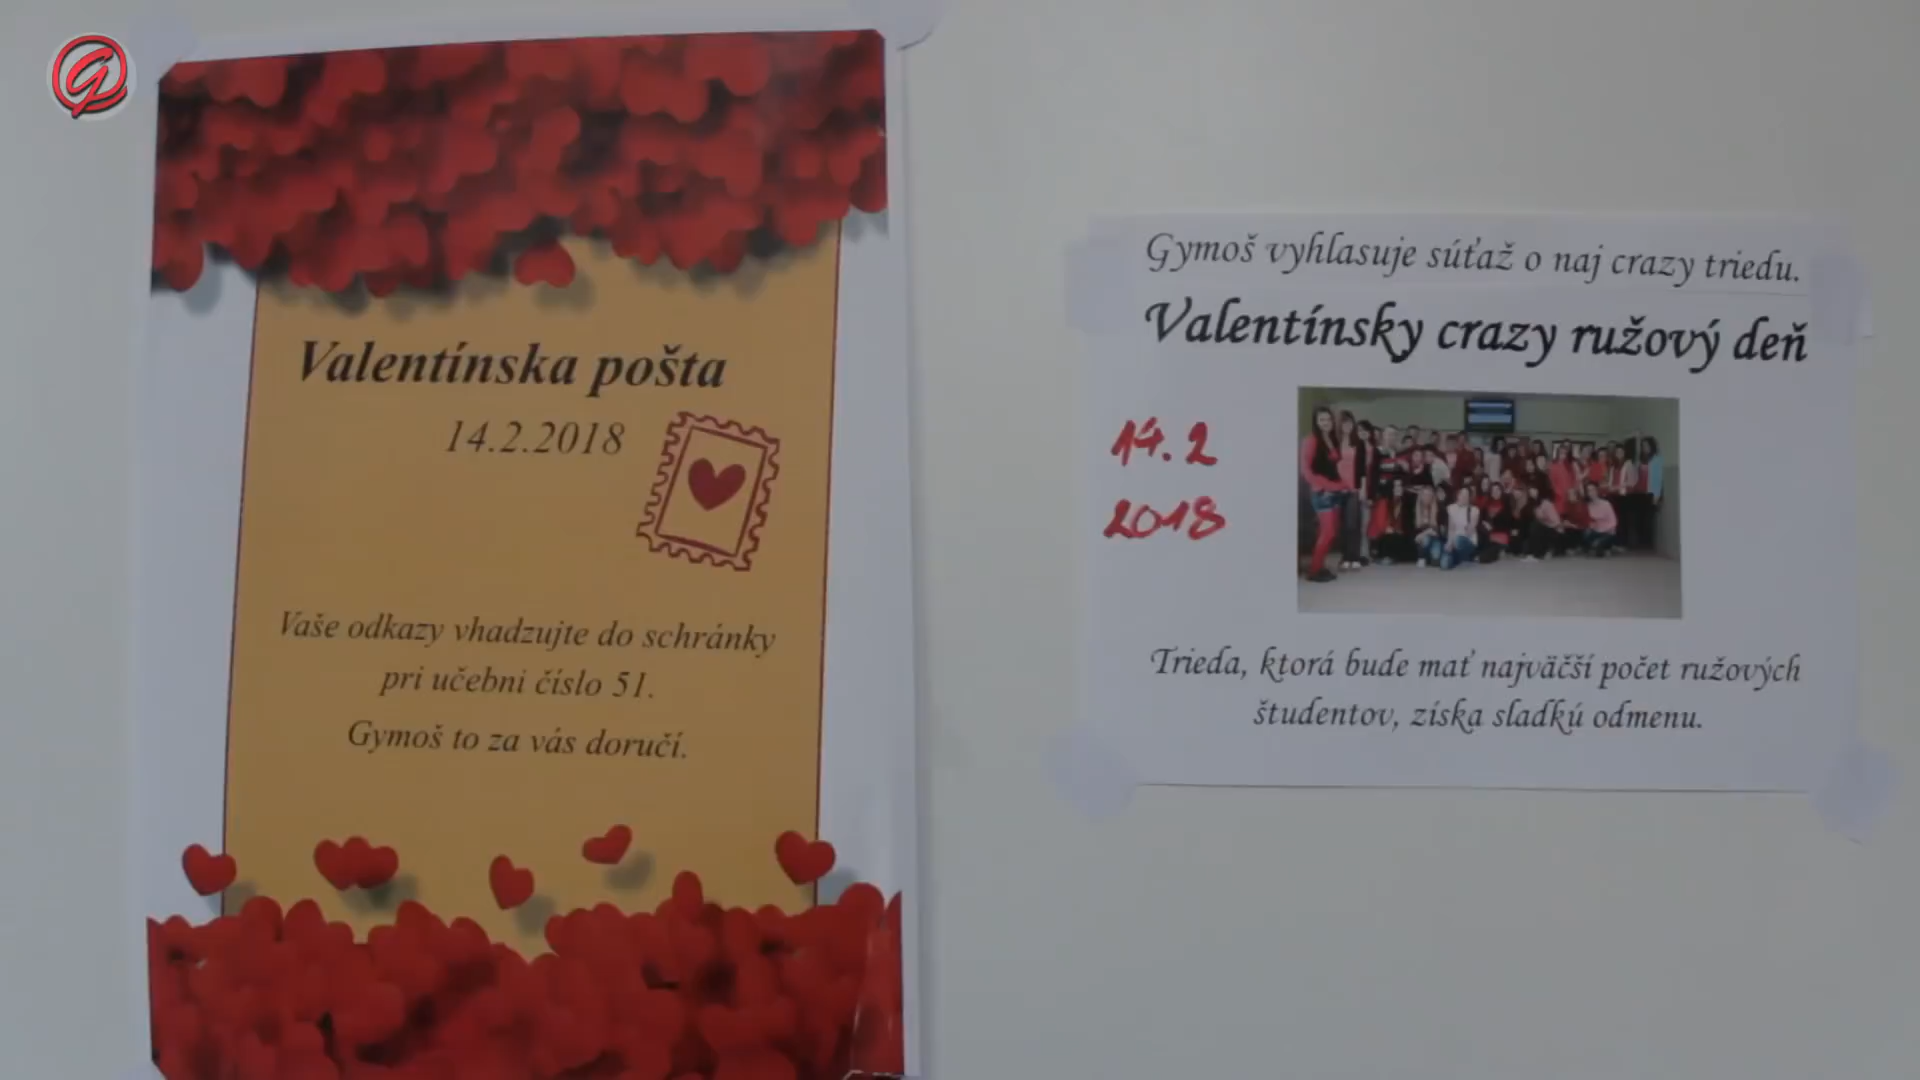 Valentínska pošta
14.2.2018
Vaše odkazy vhadzujte do schránky
pri učebni číslo 51.
Gymoš to za vás doručí.
Gymoš vyhlasuje súťaž o naj crazy triedu.
Valentínsky crazy ružový deň
14.2
2018
Trieda, ktorá bude mať najväčší počet ružových
študentov, získa sladkú odmenu.